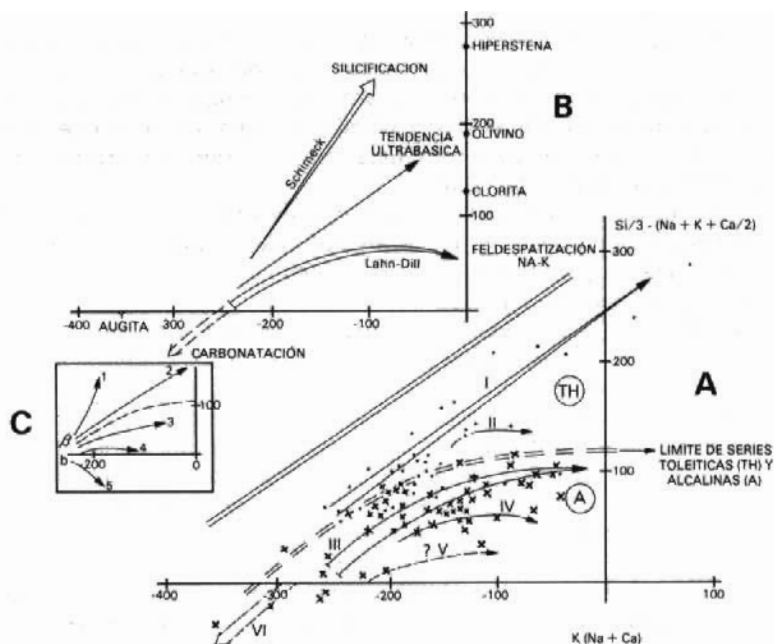 300
HIPERSTENA
SILICIFICACION
B
200
OLIVINO
TENDENCIA
ULTRABASICA
Schirmeck
CLORITA
100
Si/3 - (Na + K + Ca/2)
300
FELDESPATIZACIÓN
NA-K
Lahn-Dill
-400
AUGITA
-300
-200
-100
CARBONATACIÓN
C
1
2
100
3
4
b
5
-200
0
200
I
TH
A
II
LIMITE DE SERIES
TOLEITICAS (TH) Y
ALCALINAS (A)
100
A
III
IV
? V
VI
-400
-300
-200
-100
0
100
K (Na + Ca)